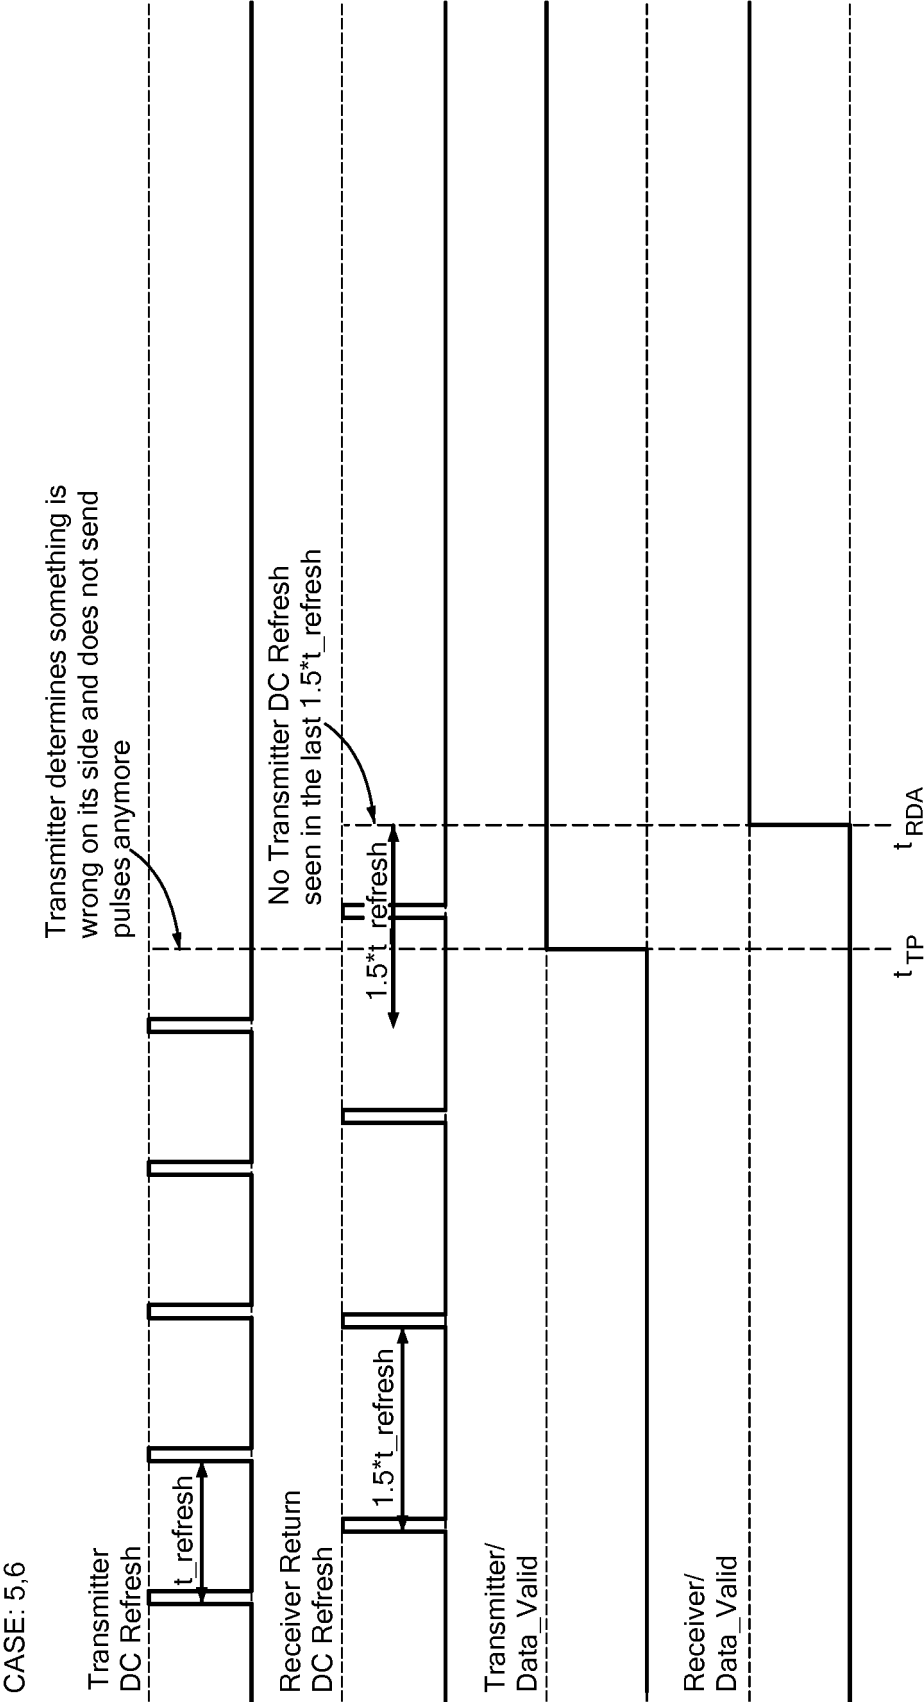 CASE: 5,6
Transmitter determines something is
wrong on its side and does not send
pulses anymore
Transmitter
DC Refresh
t_refresh
No Transmitter DC Refresh
seen in the last 1.5*t_refresh
Receiver Return
DC Refresh
1.5*t_refresh
1.5*t_refresh
Transmitter/
Data_Valid
Receiver/
Data_Valid
t TP
t RDA